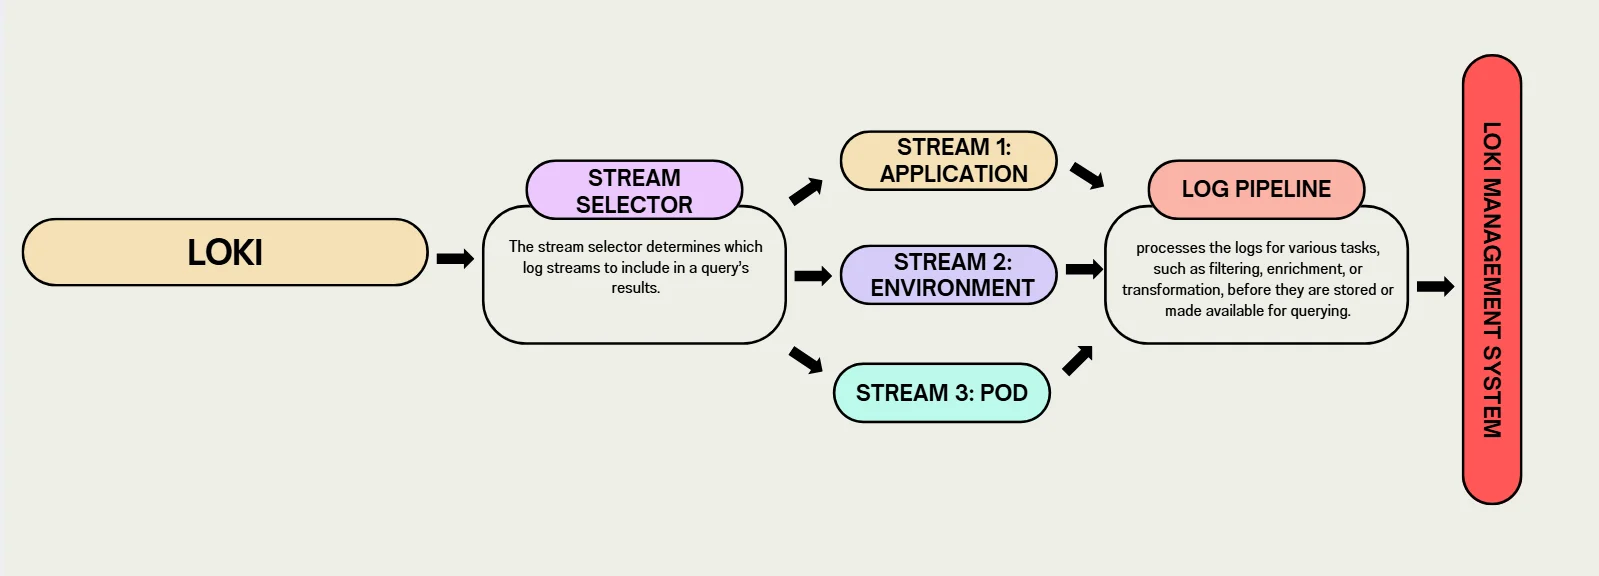 LOKI
STREAM
SELECTOR
The stream selector determines which
log streams to include in a query's
results.
STREAM 1:
APPLICATION
STREAM 2:
ENVIRONMENT
STREAM 3: POD
LOG PIPELINE
processes the logs for various tasks,
such as filtering, enrichment, or
transformation, before they are stored or
made available for querying.
LOKI MANAGEMENT SYSTEM